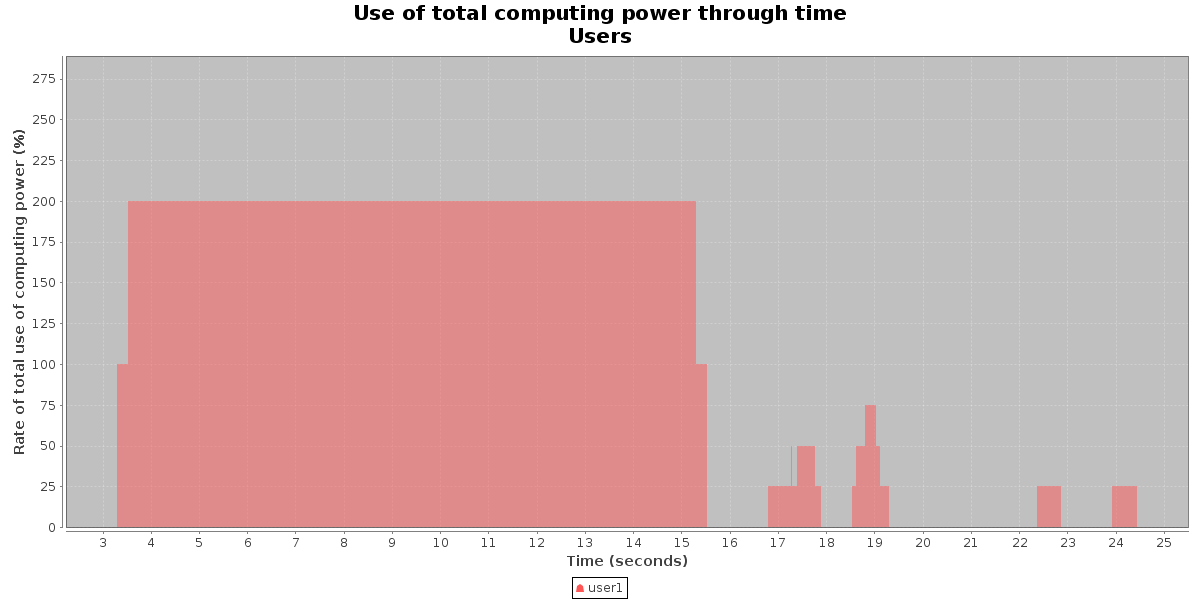 Use of total computing power through time
Users
Rate of total use of computing power (%)
275
250
225
200
175
150
125
100
75
50
25
0
3 4 5 6 7 8 9 10 11 12 13 14 15 16 17 18 19 20 21 22 23 24 25
Time (seconds)
user1